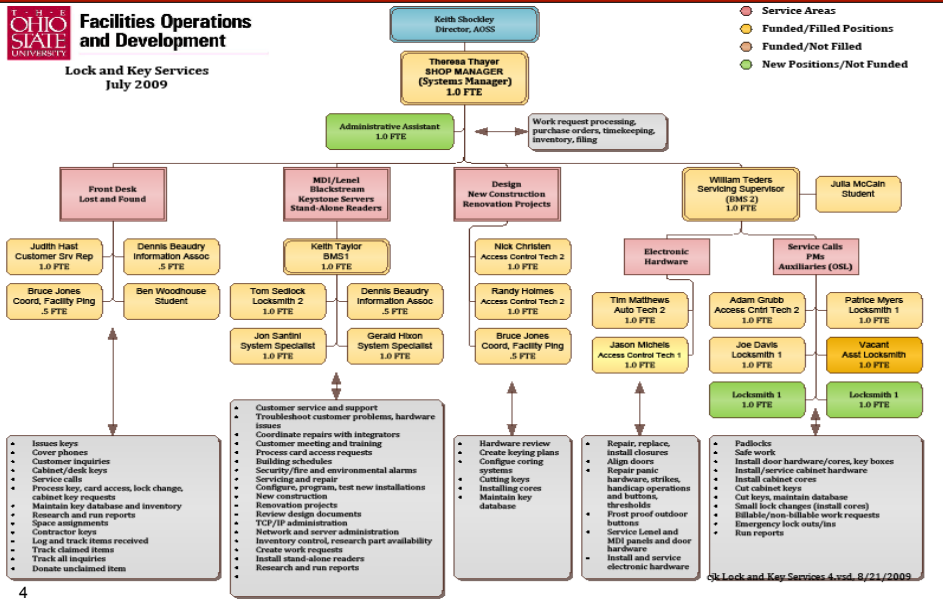 T · H · E
OHIO
STATE
UNIVERSITY
Facilities Operations
and Development
Lock and Key Services
July 2009
Keith Shockley
Director, AOSS
Service Areas
Funded/Filled Positions
Funded/Not Filled
New Positions/Not Funded
Theresa Thayer
SHOP MANAGER
(Systems Manager)
1.0 FTE
Administrative Assistant
1.0 FTE
Work request processing,
purchase orders, timekeeping,
inventory, filing
Front Desk
Lost and Found
MDI/Lenel
Blackstream
Keystone Servers
Stand-Alone Readers
Design
New Construction
Renovation Projects
William Teders
Servicing Supervisor
(BMS 2)
1.0 FTE
Julia McCain
Student
Judith Hast
Customer Srv Rep
1.0 FTE
Dennis Beaudry
Information Assoc
.5 FTE
Bruce Jones
Coord, Facility Plng
.5 FTE
Ben Woodhouse
Student
Keith Taylor
BMS1
1.0 FTE
Tom Sedlock
Locksmith 2
1.0 FTE
Dennis Beaudry
Information Assoc
.5 FTE
Jon Santini
System Specialist
1.0 FTE
Gerald Hixon
System Specialist
1.0 FTE
Nick Christen
Access Control Tech 2
1.0 FTE
Randy Holmes
Access Control Tech 2
1.0 FTE
Bruce Jones
Coord, Facility Plng
.5 FTE
Electronic
Hardware
Service Calls
PMs
Auxiliaries (OSL)
Tim Matthews
Auto Tech 2
1.0 FTE
Jason Michels
Access Control Tech 1
1.0 FTE
Adam Grubb
Access Cntrl Tech 2
1.0 FTE
Patrice Myers
Locksmith 1
1.0 FTE
Joe Davis
Locksmith 1
1.0 FTE
Vacant
Asst Locksmith
1.0 FTE
Locksmith 1
1.0 FTE
Locksmith 1
1.0 FTE
Issues keys
Cover phones
Customer inquiries
Cabinet/desk keys
Service calls
Process key, card access, lock change,
cabinet key requests
Maintain key database and inventory
Research and run reports
Space assignments
Contractor keys
Log and track items received
Track claimed items
Track all inquiries
Donate unclaimed item
Customer service and support
Troubleshoot customer problems, hardware
issues
Coordinate repairs with integrators
Customer meeting and training
Process card access requests
Building schedules
Security/fire and environmental alarms
Servicing and repair
Configure, program, test new installations
New construction
Renovation projects
Review design documents
TCP/IP administration
Network and server administration
Inventory control, research part availability
Create work requests
Install stand-alone readers
Research and run reports
Hardware review
Create keying plans
Configue coring
systems
Cutting keys
Installing cores
Maintain key
database
Repair, replace,
install closures
Align doors
Repair panic
hardware, strikes,
handicap operations
and buttons,
thresholds
Frost proof outdoor
buttons
Service Lenel and
MDI panels and door
hardware
Install and service
electronic hardware
Padlocks
Safe work
Install door hardware/cores, key boxes
Install/service cabinet hardware
Install cabinet cores
Cut cabinet keys
Cut keys, maintain database
Small lock changes (install cores)
Billable/non-billable work requests
Emergency lock outs/ins
Run reports
cjk Lock and Key Services 4.vsd, 8/21/2009
4